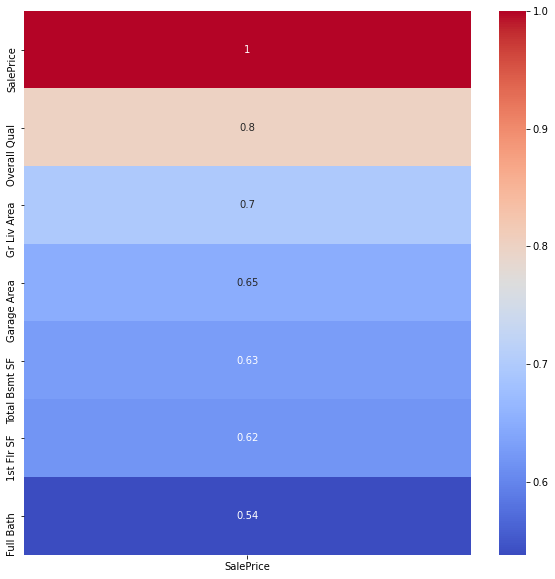 SalePrice
1
Overall Qual
0.8
Gr Liv Area
0.7
Garage Area
0.65
Total Bsmt SF
0.63
1st Flr SF
0.62
Full Bath
0.54
SalePrice
1.0
0.9
0.8
0.7
0.6